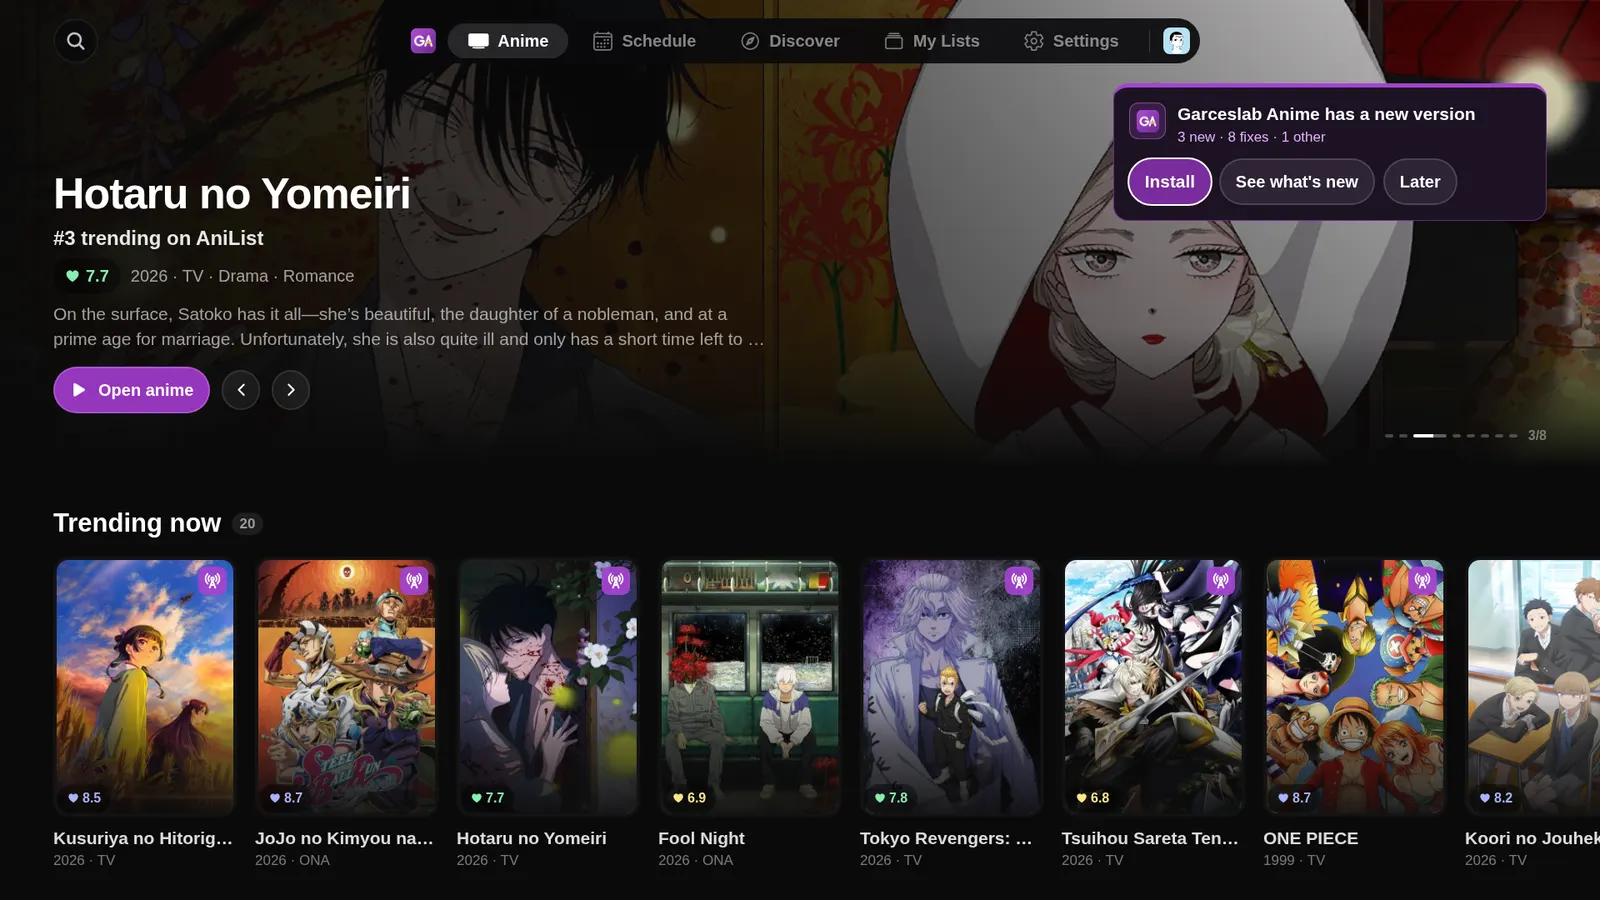 GA
Anime
Schedule
Discover
My Lists
Settings
GA
Garceslab Anime has a new version
3 new · 8 fixes · 1 other
Install
See what's new
Later
Hotaru no Yomeiri
#3 trending on AniList
7.7
2026 · TV · Drama · Romance
On the surface, Satoko has it all—she's beautiful, the daughter of a nobleman, and at a
prime age for marriage. Unfortunately, she is also quite ill and only has a short time left to …
Open anime
3/8
Trending now 20
STEEL
BALL RUN
8.5
8.7
7.7
6.9
7.8
6.8
8.7
8.2
Kusuriya no Hitorig…
JoJo no Kimyou na…
Hotaru no Yomeiri
Fool Night
Tokyo Revengers: …
Tsuihou Sareta Ten…
ONE PIECE
Koori no Jouhek
2026 · TV
2026 · ONA
2026 · TV
2026 · ONA
2026 · TV
2026 · TV
1999 · TV
2026 · TV